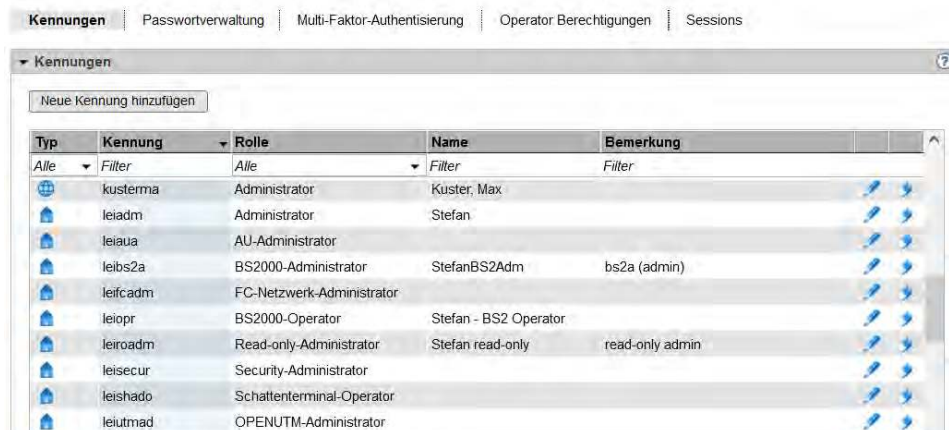 Kennungen Passwortverwaltung Multi-Faktor-Authentisierung Operator Berechtigungen Sessions
Kennungen ?
Neue Kennung hinzufügen
Typ Kennung Rolle Name Bemerkung
Alle Filter Alle Filter Filter
kusterma Administrator Kuster, Max
leiadm Administrator Stefan
leiaua AU-Administrator
leibs2a BS2000-Administrator StefanBS2Adm bs2a (admin)
leifcadm FC-Netzwerk-Administrator
leiopr BS2000-Operator Stefan - BS2 Operator
leiroadm Read-only-Administrator Stefan read-only read-only admin
leisecur Security-Administrator
leishado Schattenterminal-Operator
leiutmad OPENUTM-Administrator